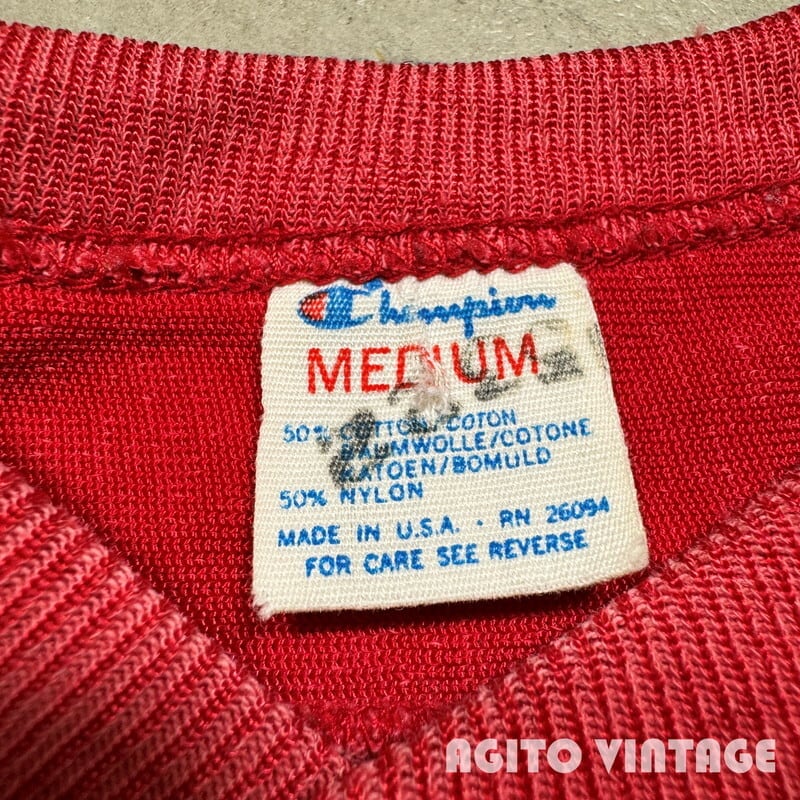 Champion
MEDIUM
50% COTTON/COTON
BAUMWOLLE/COTONE
KATOEN/BOMULD
50% NYLON
MADE IN U.S.A. · RN 26094
FOR CARE SEE REVERSE
AGITO VINTAGE